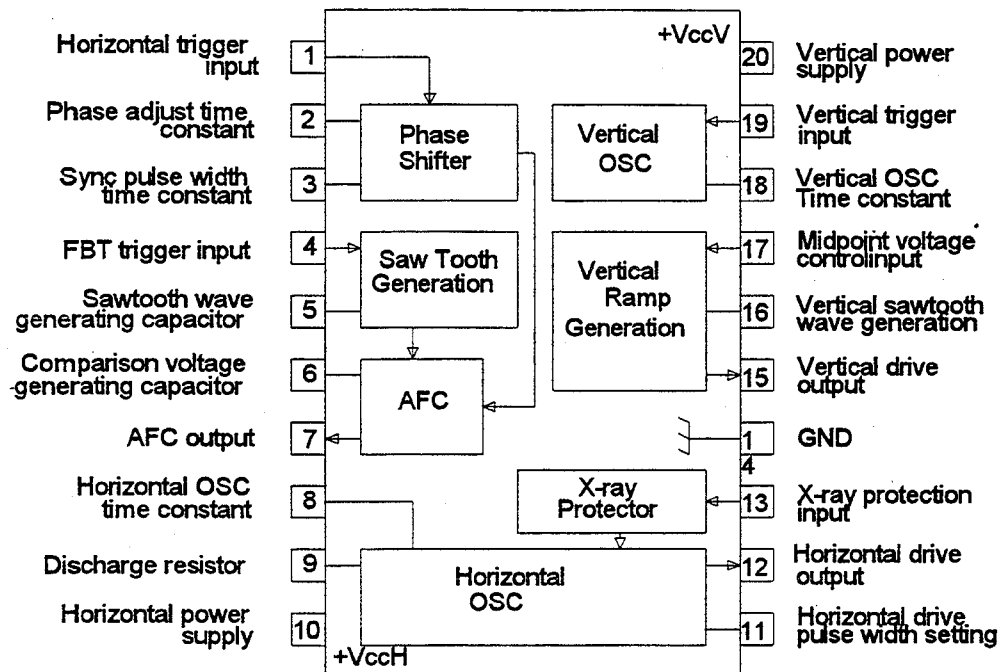 +VccV
Horizontal trigger
input
1
Phase adjust time
constant
2
Sync pulse width
time constant
3
FBT trigger input
4
Sawtooth wave
generating capacitor
5
Comparison voltage
generating capacitor
6
AFC output
7
Horizontal OSC
time constant
8
Discharge resistor
9
Horizontal power
supply
10
+VccH
Phase
Shifter
Saw Tooth
Generation
AFC
Vertical
OSC
Vertical
Ramp
Generation
X-ray
Protector
Horizontal
OSC
20
Vertical power
supply
19
Vertical trigger
input
18
Vertical OSC
Time constant
17
Midpoint voltage
controlinput
16
Vertical sawtooth
wave generation
15
Vertical drive
output
1
4
GND
13
X-ray protection
input
12
Horizontal drive
output
11
Horizontal drive
pulse width setting